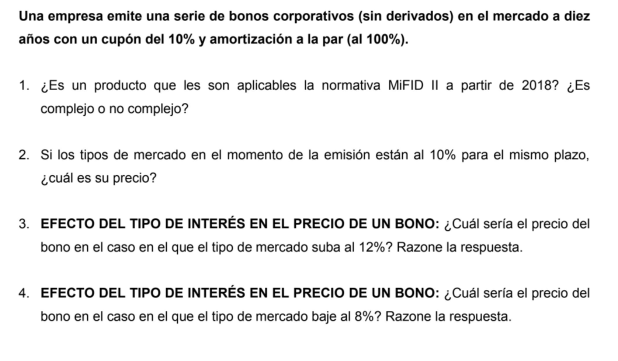 Una empresa emite una serie de bonos corporativos (sin derivados) en el mercado a diez
años con un cupón del 10% y amortización a la par (al 100%).
1. ¿Es un producto que les son aplicables la normativa MiFID II a partir de 2018? ¿Es
complejo o no complejo?
2. Si los tipos de mercado en el momento de la emisión están al 10% para el mismo plazo,
¿cuál es su precio?
3. EFECTO DEL TIPO DE INTERÉS EN EL PRECIO DE UN BONO: ¿Cuál sería el precio del
bono en el caso en el que el tipo de mercado suba al 12%? Razone la respuesta.
4. EFECTO DEL TIPO DE INTERÉS EN EL PRECIO DE UN BONO: ¿Cuál sería el precio del
bono en el caso en el que el tipo de mercado baje al 8%? Razone la respuesta.